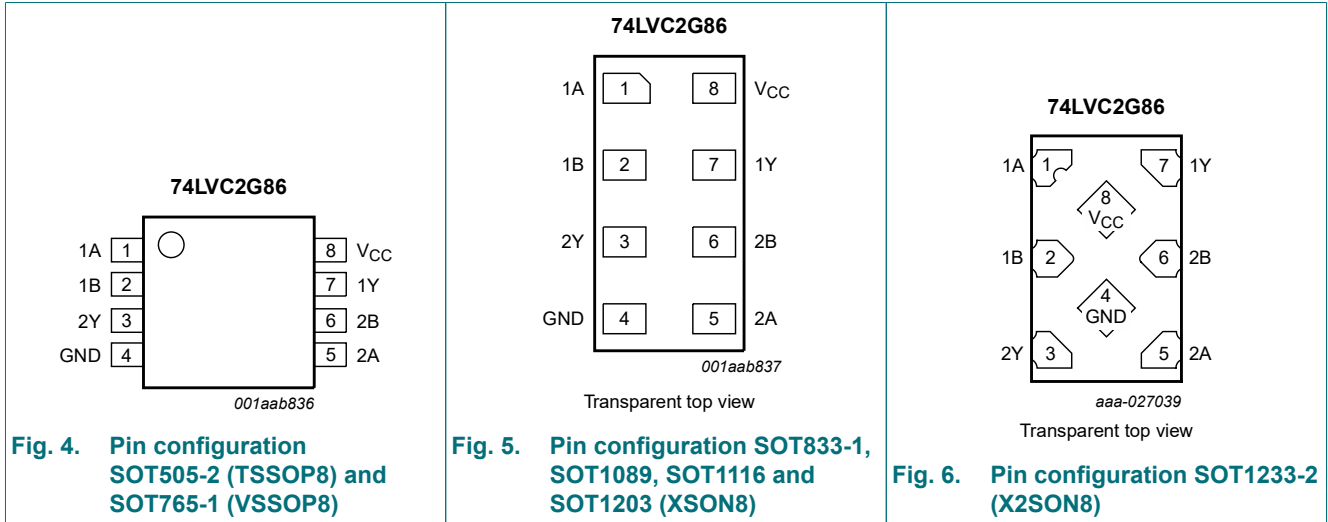 74LVC2G86
1A 1 8 VCC
1B 2 7 1Y
2Y 3 6 2B
GND 4 5 2A
001aab836
Fig. 4. Pin configuration
SOT505-2 (TSSOP8) and
SOT765-1 (VSSOP8)
74LVC2G86
1A 1 8 VCC
1B 2 7 1Y
2Y 3 6 2B
GND 4 5 2A
001aab837
Transparent top view
Fig. 5. Pin configuration SOT833-1,
SOT1089, SOT1116 and
SOT1203 (XSON8)
74LVC2G86
1A 1 7 1Y
8
VCC
1B 2 6 2B
4
GND
2Y 3 5 2A
aaa-027039
Transparent top view
Fig. 6. Pin configuration SOT1233-2
(X2SON8)